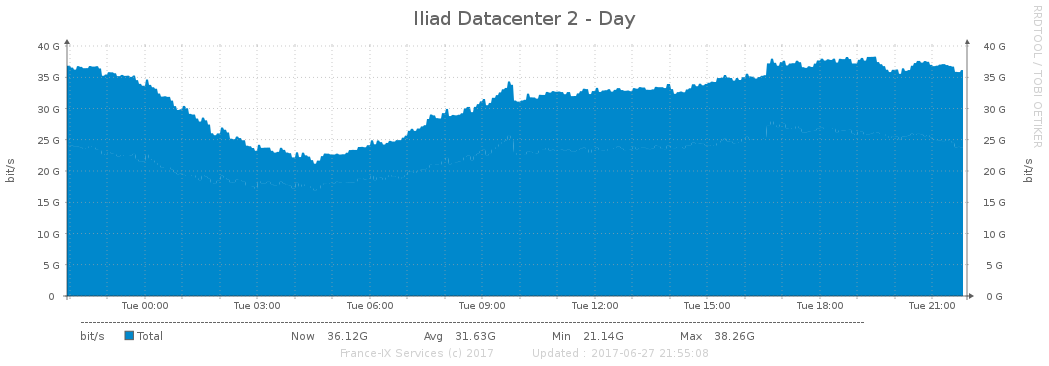 Iliad Datacenter 2 - Day
RRDTOOL / TOBI OETIKER
40 G 40 G
35 G 35 G
30 G 30 G
25 G 25 G
20 G 20 G
15 G 15 G
10 G 10 G
5 G 5 G
0 0 G
bit/s bit/s
Tue 00:00 Tue 03:00 Tue 06:00 Tue 09:00 Tue 12:00 Tue 15:00 Tue 18:00 Tue 21:00
bit/s Total Now 36.12G Avg 31.63G Min 21.14G Max 38.26G
France-IX Services (c) 2017 Updated : 2017-06-27 21:55:08